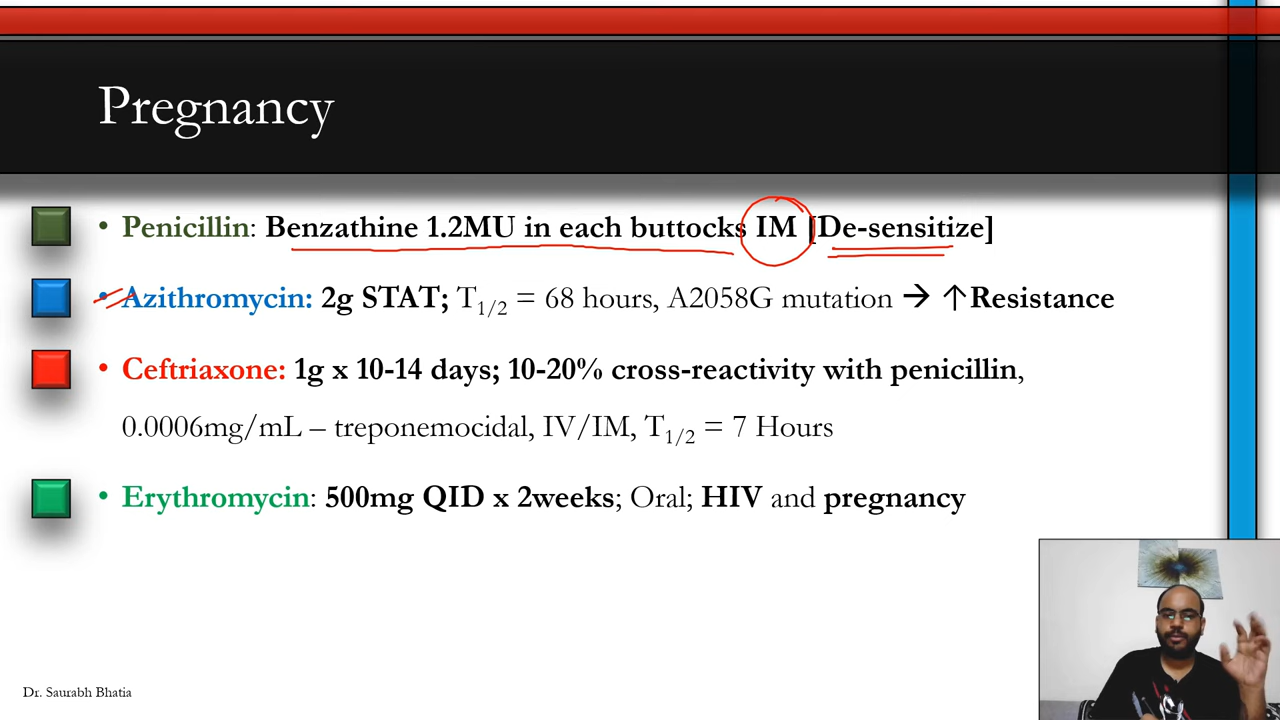 Pregnancy
• Penicillin: Benzathine 1.2MU in each buttocks IM [De-sensitize]
• Azithromycin: 2g STAT; T1/2 = 68 hours, A2058G mutation → ↑Resistance
• Ceftriaxone: 1g x 10-14 days; 10-20% cross-reactivity with penicillin,
0.0006mg/mL – treponemocidal, IV/IM, T1/2 = 7 Hours
• Erythromycin: 500mg QID x 2weeks; Oral; HIV and pregnancy
Dr. Saurabh Bhatia